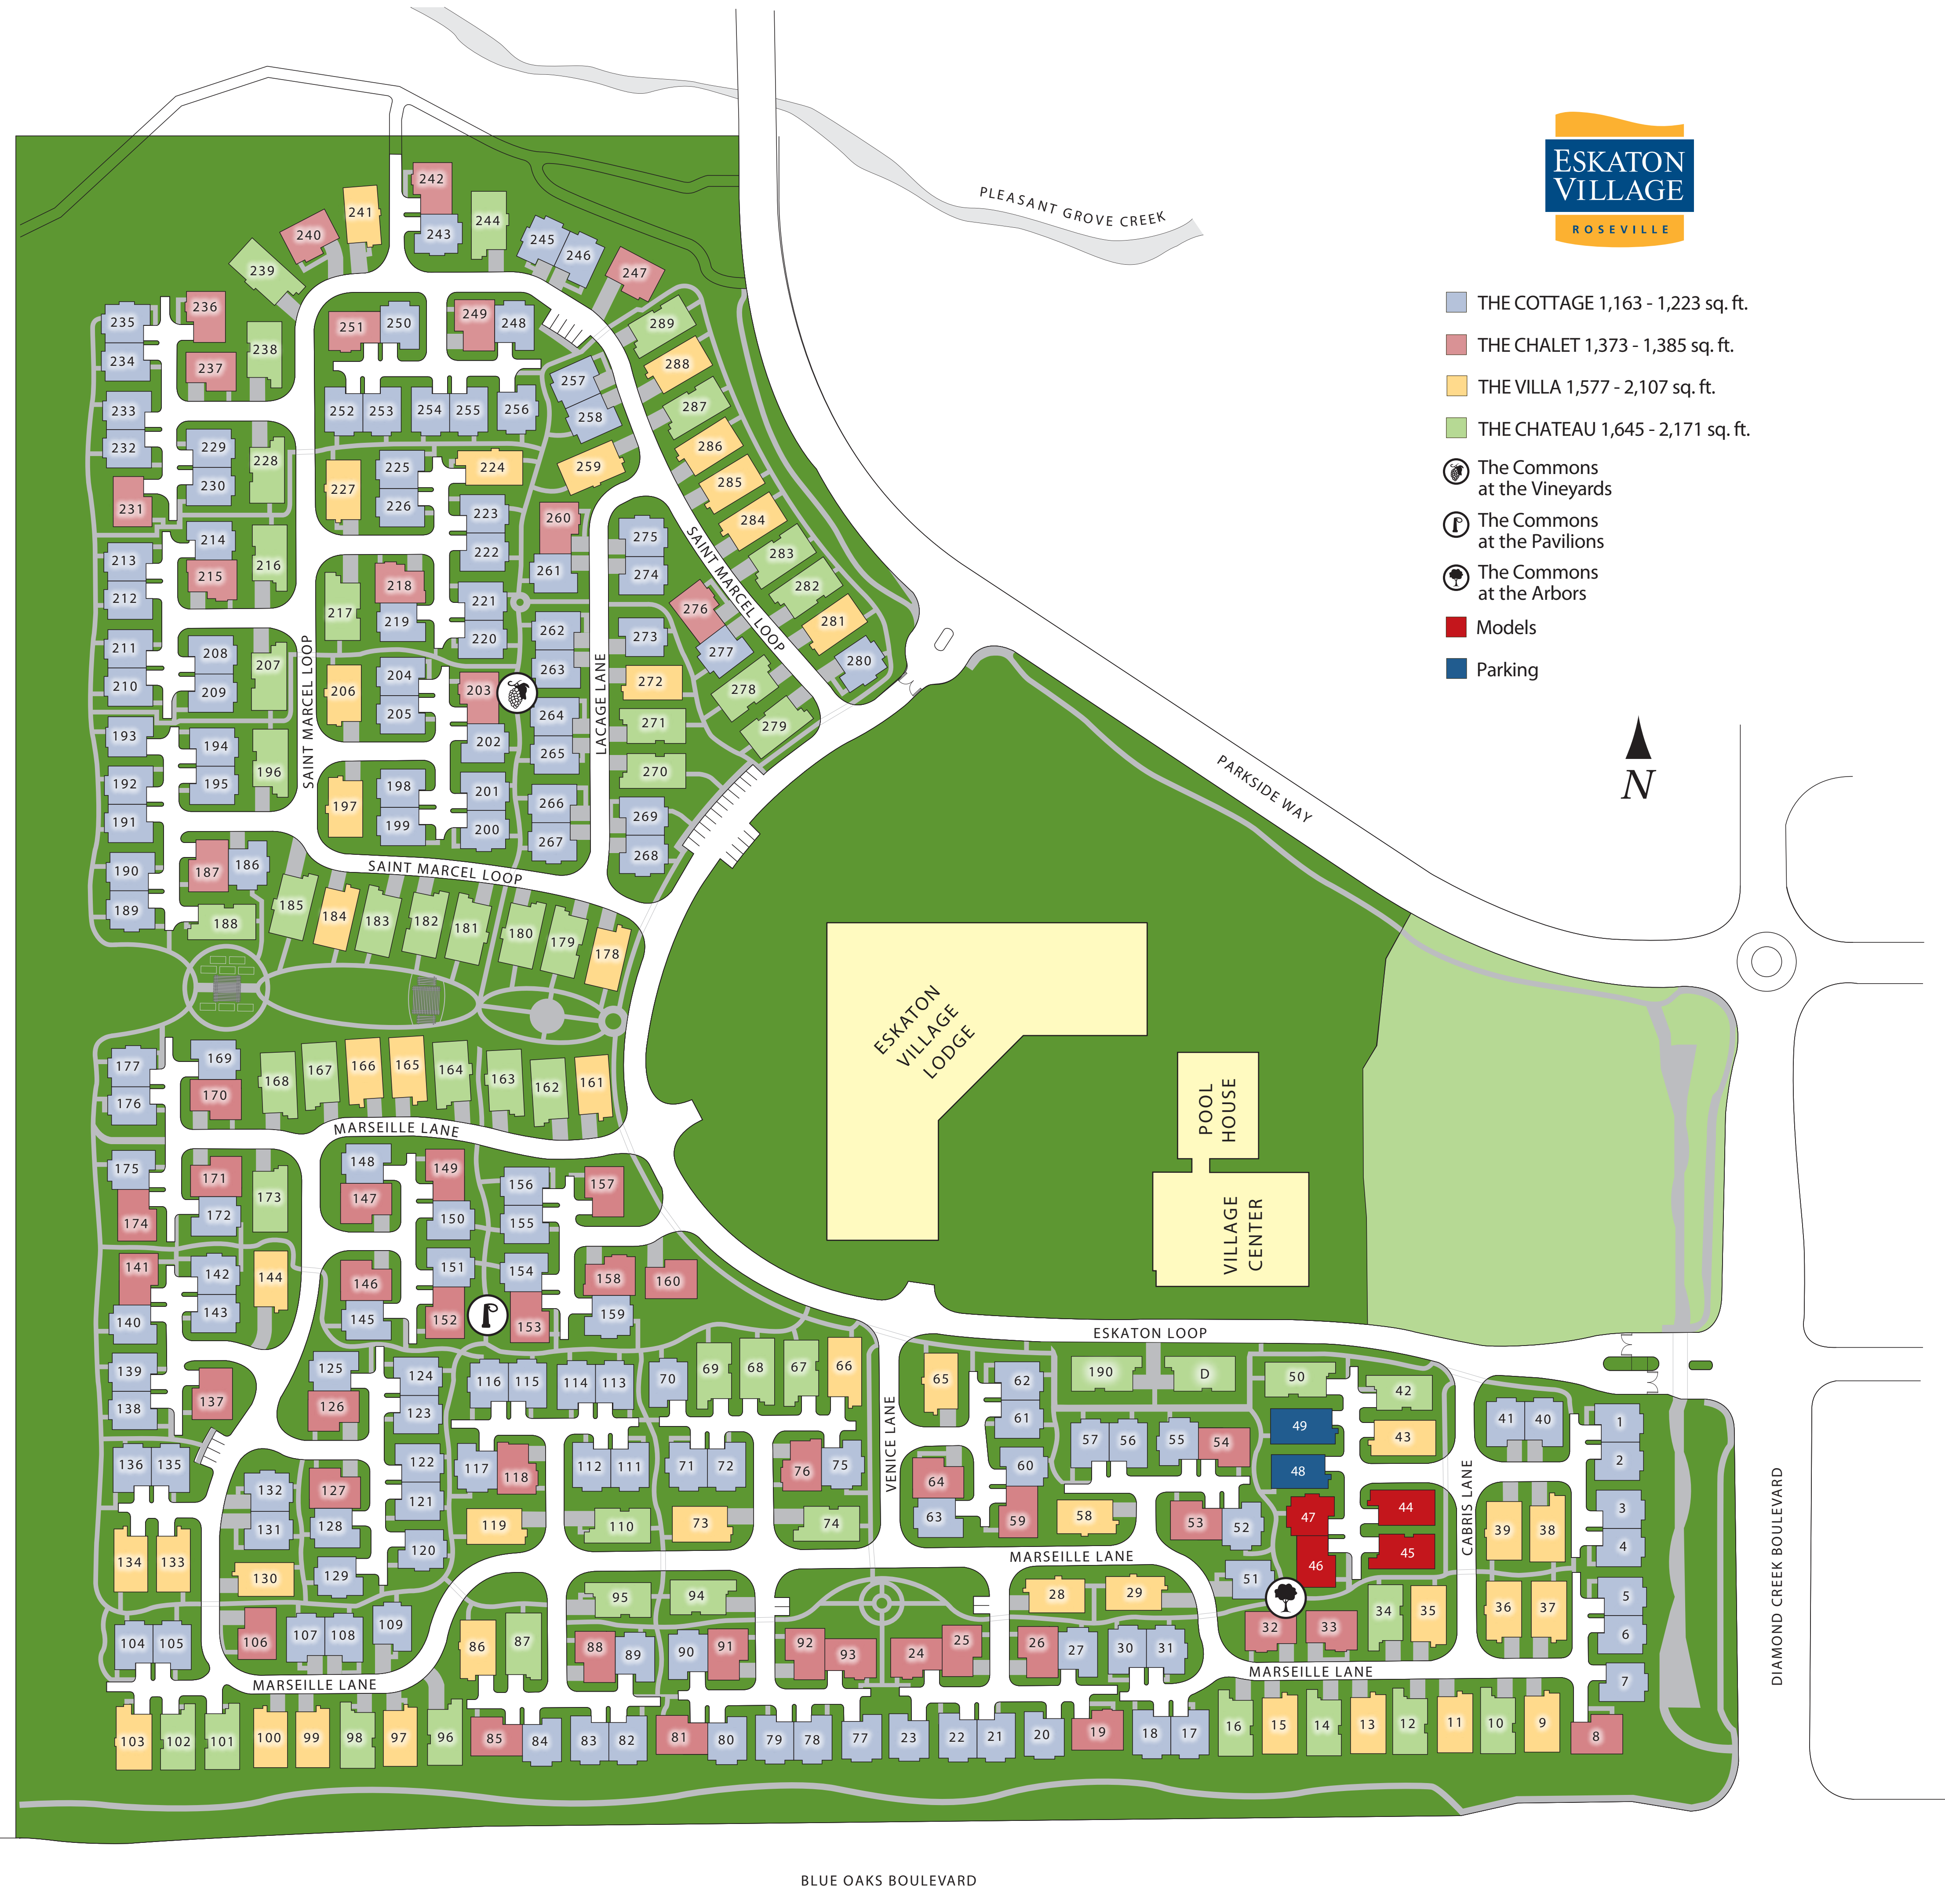 ESKATON
VILLAGE
ROSEVILLE
THE COTTAGE 1,163 - 1,223 sq. ft.
THE CHALET 1,373 - 1,385 sq. ft.
THE VILLA 1,577 - 2,107 sq. ft.
THE CHATEAU 1,645 - 2,171 sq. ft.
The Commons
at the Vineyards
The Commons
at the Pavilions
The Commons
at the Arbors
Models
Parking
N
PLEASANT GROVE CREEK
PARKSIDE WAY
DIAMOND CREEK BOULEVARD
BLUE OAKS BOULEVARD
SAINT MARCEL LOOP
SAINT MARCEL LOOP
SAINT MARCEL LOOP
LACAGE LANE
ESKATON
VILLAGE
LODGE
POOL
HOUSE
VILLAGE
CENTER
ESKATON LOOP
MARSEILLE LANE
MARSEILLE LANE
MARSEILLE LANE
MARSEILLE LANE
VENICE LANE
CABRIS LANE
242
241 243 244
240 245 246
239 247
235 236 251 250 249 248 289
234 237 238 257 288
233 252 253 254 255 256 258 287
232 229 228 225 224 259 286
230 227 226 285
231 214 223 260 275 284
213 215 216 222 261 274 283
212 217 218 221 276 282
211 208 207 219 220 262 273 277 281
210 209 206 204 203 263 272 278 280
193 194 205 202 264 271 279
192 195 196 198 201 265 270
191 197 199 200 266 269
190 187 186 267 268
189 188 185 184 183 182 181 180 179 178
177 169 168 167 166 165 164 163 162 161
176 170
175 171 173 148 149 156 157
174 172 147 150 155
141 142 144 146 151 154 158 160
140 143 145 152 153 159
139 125 124 116 115 114 113 70 69 68 67 66 65 62 190 D 50 42
138 137 126 123 61 57 56 55 54 49 43 41 40 1
136 135 132 127 122 117 118 112 111 71 72 76 75 64 60 48 2
131 128 121 119 110 73 74 63 59 58 53 52 47 44 39 38 3
134 133 130 129 120 51 46 45 4
95 94 28 29 34 35 36 37 5
104 105 106 107 108 109 86 87 88 89 90 91 92 93 24 25 26 27 30 31 32 33 6
7
103 102 101 100 99 98 97 96 85 84 83 82 81 80 79 78 77 23 22 21 20 19 18 17 16 15 14 13 12 11 10 9 8